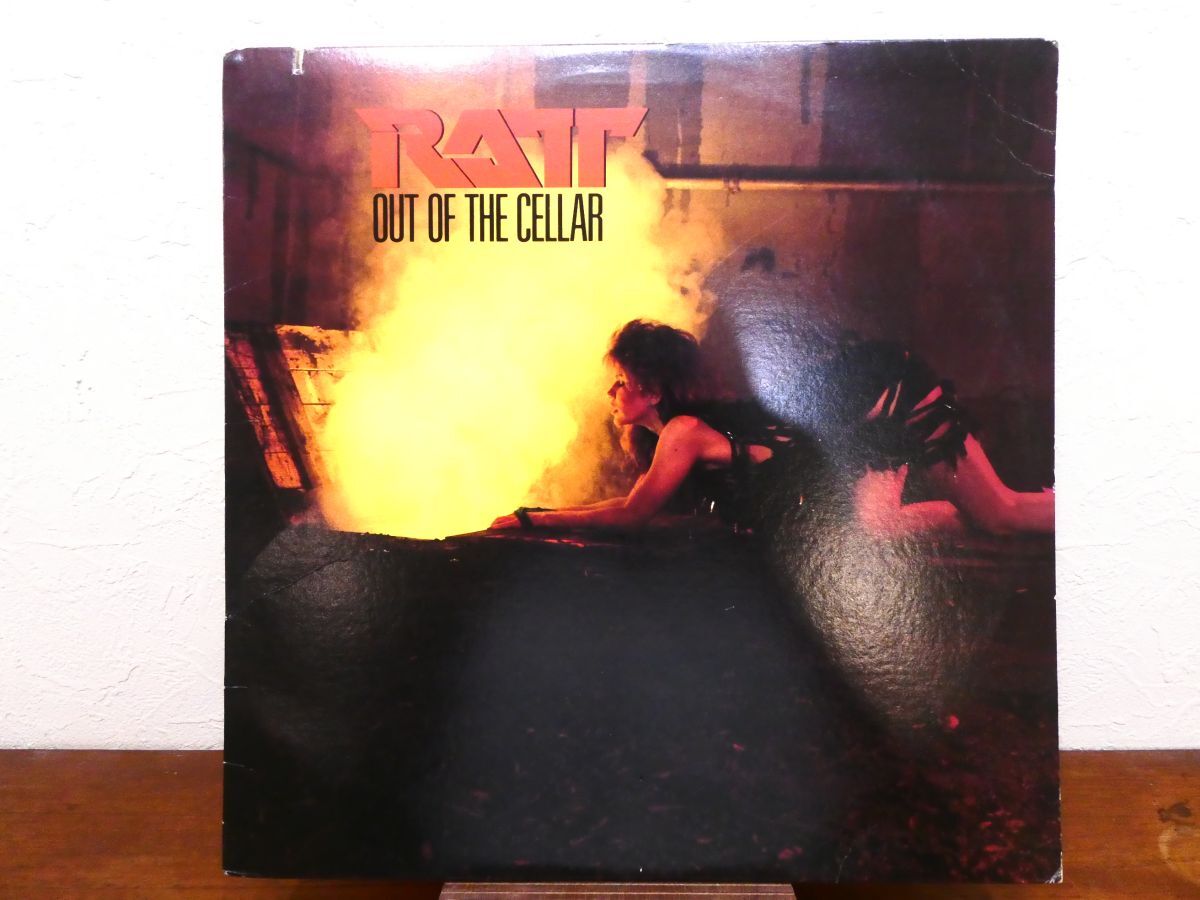 RATT
OUT OF THE CELLAR